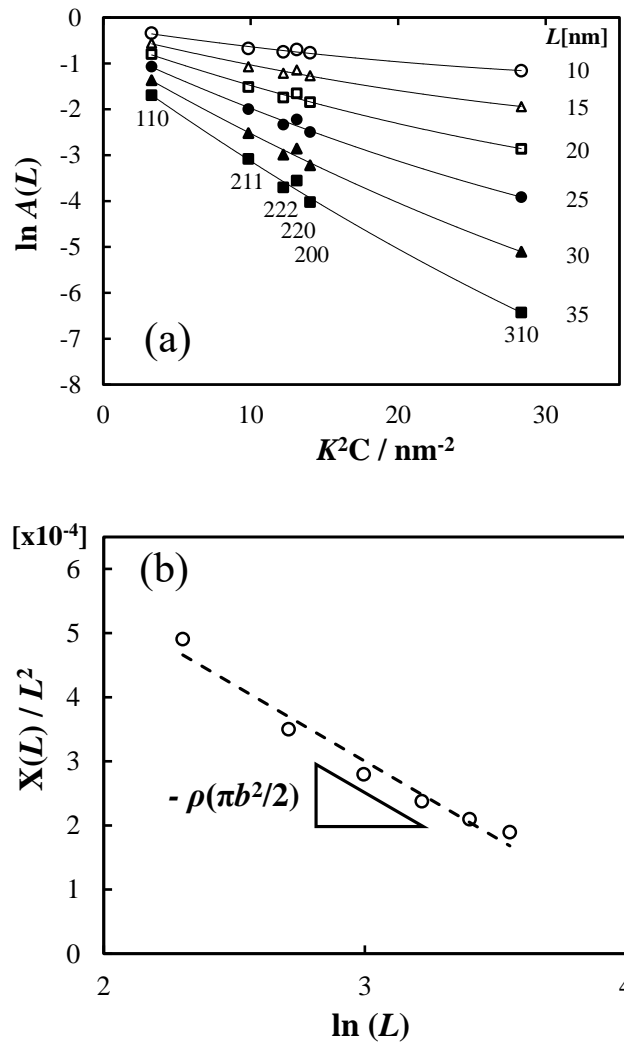 0
-1
-2
-3
-4
-5
-6
-7
-8
ln A(L)
L[nm]
10
15
20
25
30
35
110
211
222
220
200
310
(a)
0 10 20 30
K²C / nm⁻²
[x10⁻⁴]
(b)
6
5
4
3
2
1
0
X(L) / L²
- ρ(πb²/2)
2 3 4
ln (L)